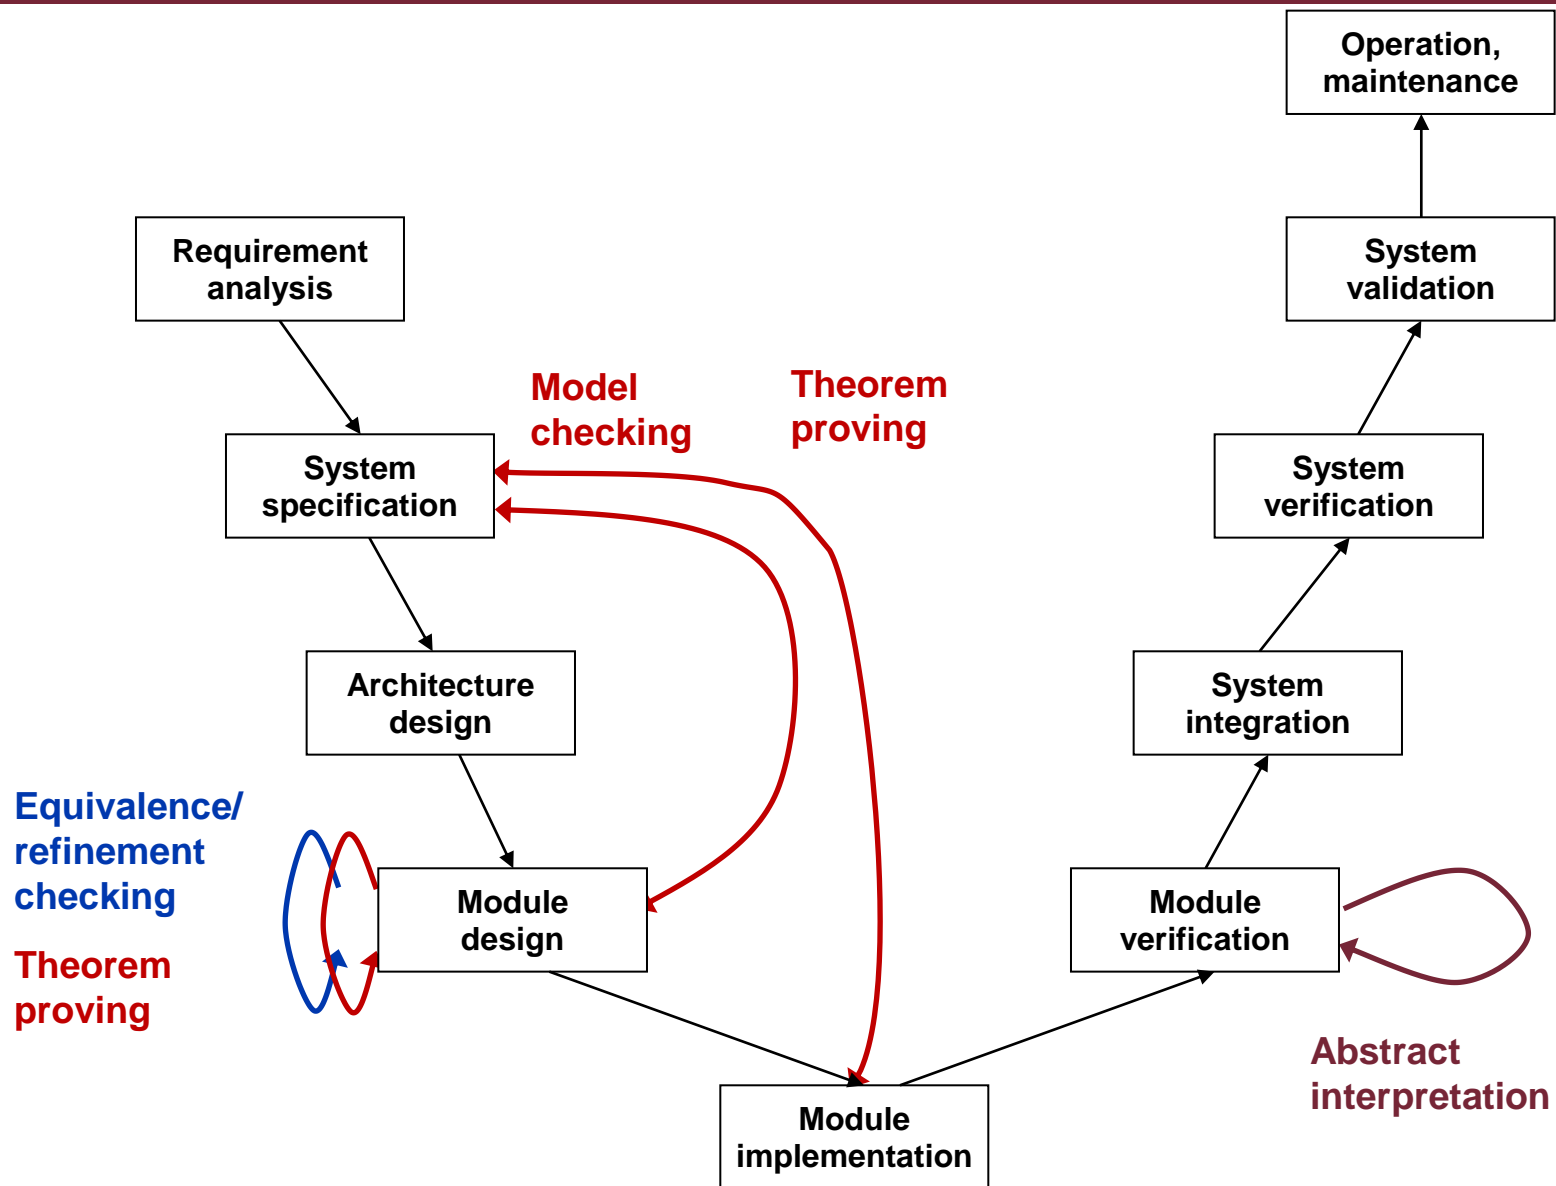 Operation,
maintenance
Requirement
analysis
System
validation
Model
checking
Theorem
proving
System
specification
System
verification
Architecture
design
System
integration
Equivalence/
refinement
checking
Theorem
proving
Module
design
Module
verification
Abstract
interpretation
Module
implementation